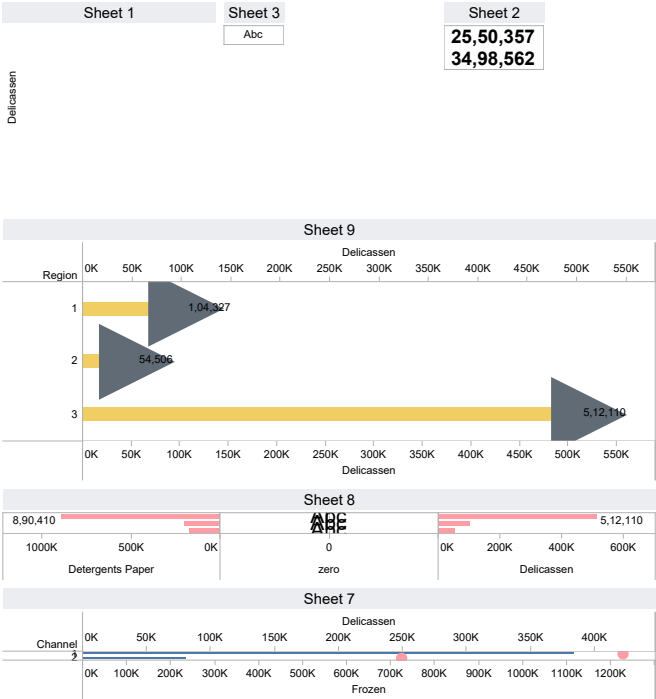 Sheet 1
Sheet 3
Sheet 2
Abc
25,50,357
34,98,562
Delicassen
Sheet 9
Delicassen
0K 50K 100K 150K 200K 250K 300K 350K 400K 450K 500K 550K
Region
1
1,04,327
2
54,506
3
5,12,110
0K 50K 100K 150K 200K 250K 300K 350K 400K 450K 500K 550K
Delicassen
Sheet 8
8,90,410
Abc
5,12,110
1000K 500K 0K
0
0K 200K 400K 600K
Detergents Paper
zero
Delicassen
Sheet 7
Delicassen
Channel
0K 50K 100K 150K 200K 250K 300K 350K 400K
1
2
0K 100K 200K 300K 400K 500K 600K 700K 800K 900K 1000K 1100K 1200K
Frozen